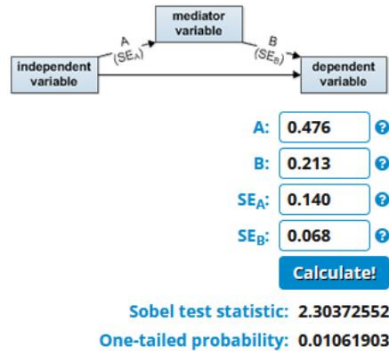 mediator
variable
A
(SEA)
B
(SEB)
independent
variable
dependent
variable
A: 0.476 ?
B: 0.213 ?
SEA: 0.140 ?
SEB: 0.068 ?
Calculate!
Sobel test statistic: 2.30372552
One-tailed probability: 0.01061903